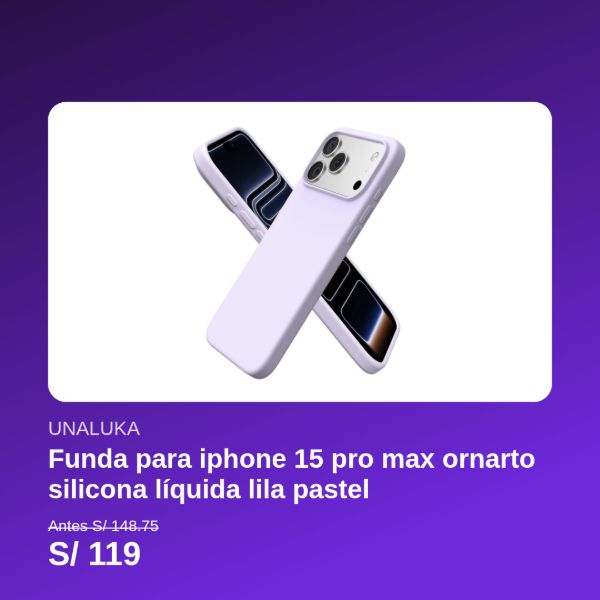 UNALUKA
Funda para iphone 15 pro max ornarto
silicona líquida lila pastel
Antes S/ 148.75
S/ 119